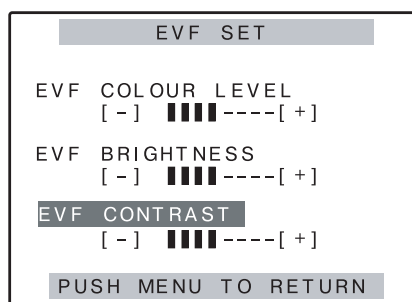 EVF SET
EVF COLOUR LEVEL
[-] ▮▮▮▮----[+]
EVF BRIGHTNESS
[-] ▮▮▮▮----[+]
EVF CONTRAST
[-] ▮▮▮▮----[+]
PUSH MENU TO RETURN